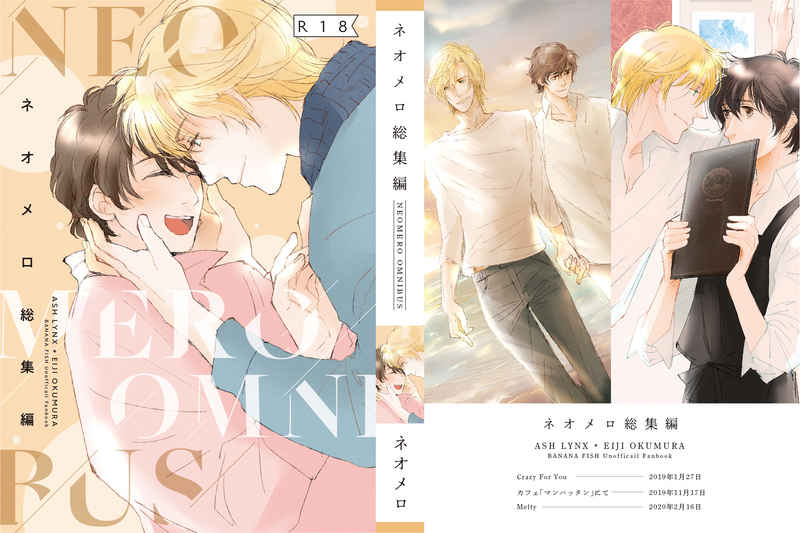 NEO
MERO
OMNI
BUS
R18
ネオメロ総集編
ASH LYNX * EIJI OKUMURA
BANANA FISH Unofficail Fanbook
ネオメロ総集編
NEOMERO OMNIBUS
ネオメロ
ネオメロ総集編
ASH LYNX * EIJI OKUMURA
BANANA FISH Unofficail Fanbook
Crazy For You 2019年1月27日
カフェ「マンハッタン」にて 2019年11月17日
Melty 2020年2月16日